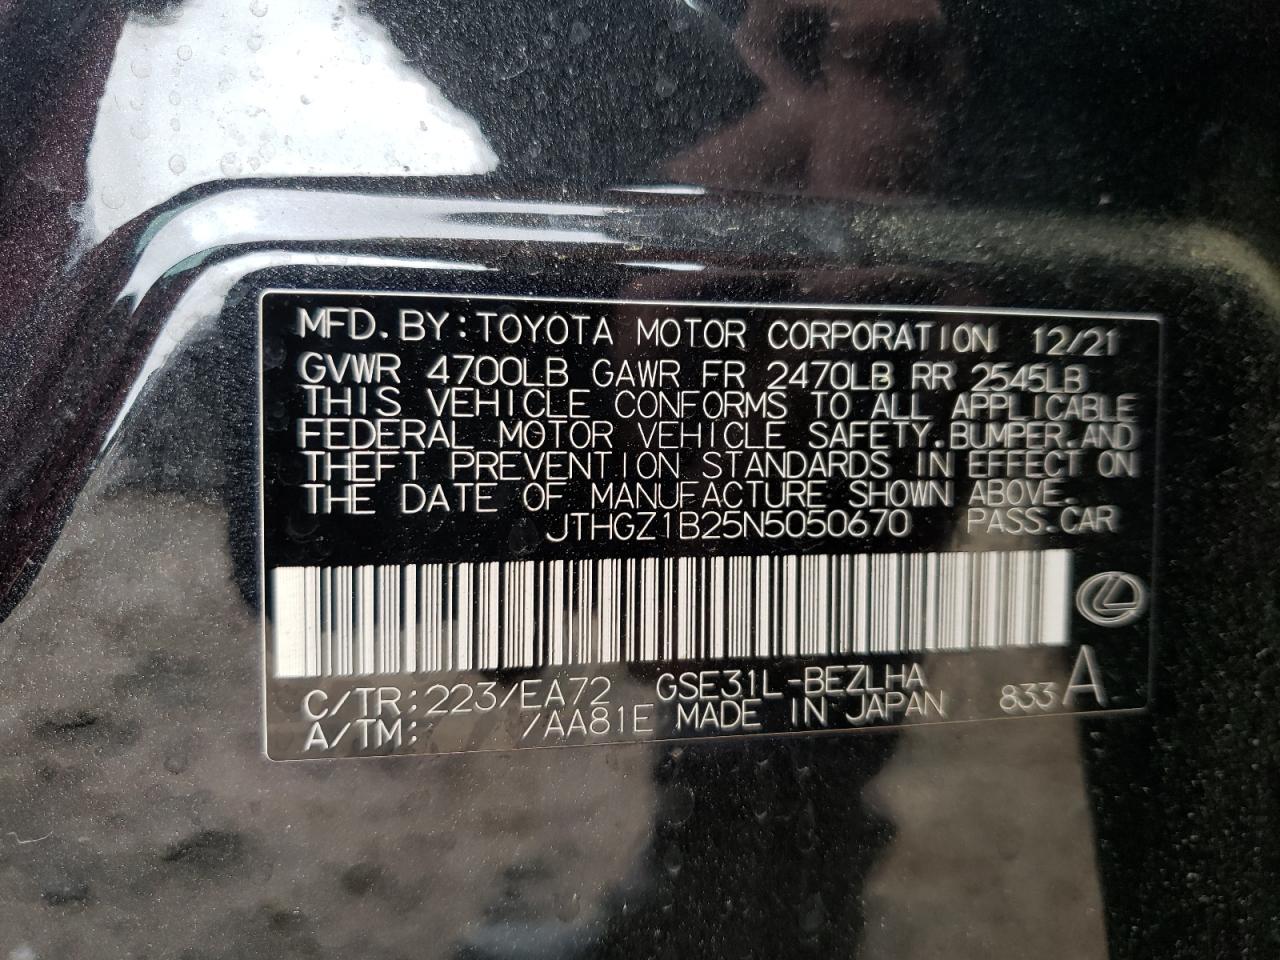 MFD. BY: TOYOTA MOTOR CORPORATION 12/21
GVWR 4700LB GAWR FR 2470LB RR 2545LB
THIS VEHICLE CONFORMS TO ALL APPLICABLE
FEDERAL MOTOR VEHICLE SAFETY. BUMPER. AND
THEFT PREVENTION STANDARDS IN EFFECT ON
THE DATE OF MANUFACTURE SHOWN ABOVE.
JTHGZ1B25N5050670 PASS. CAR
C/TR: 223/EA72 GSE31L-BEZLHA 833 A
A/TM: /AA81E MADE IN JAPAN